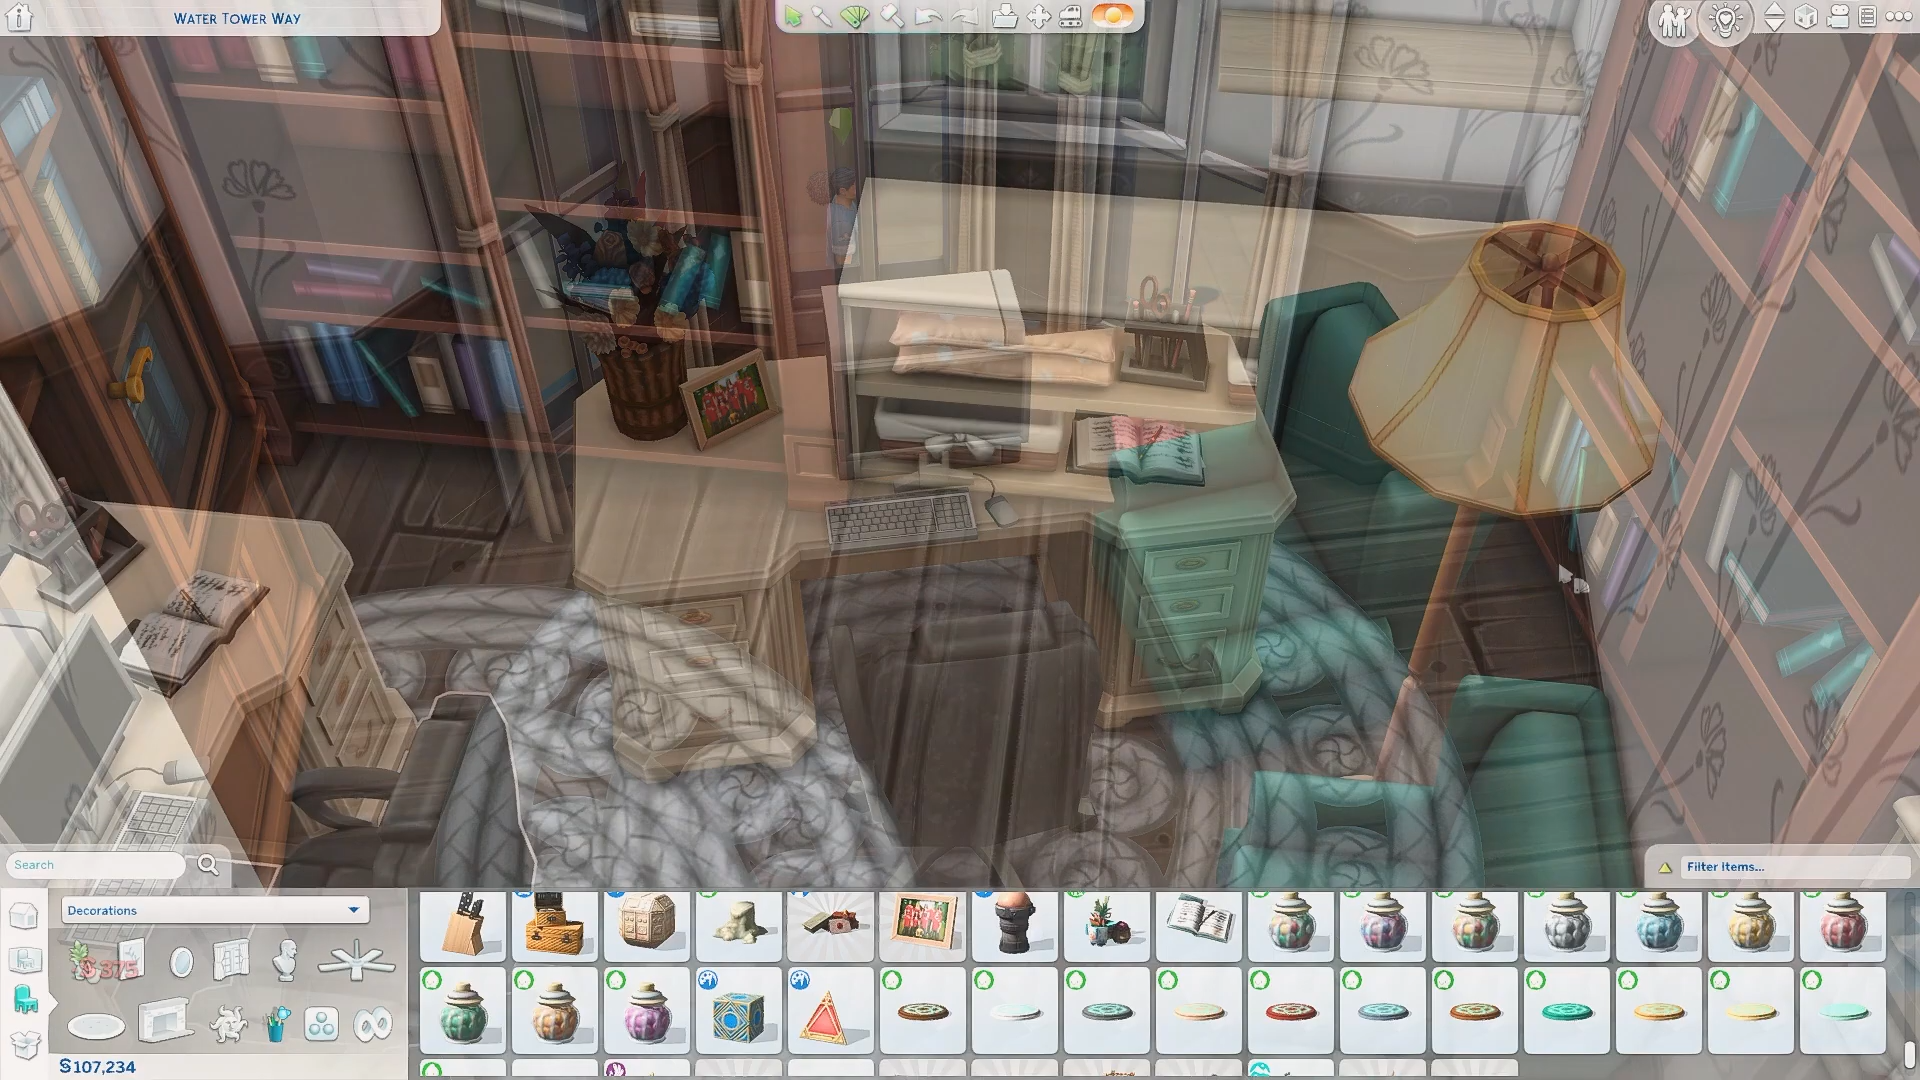 WATER TOWER WAY
Search
Filter Items...
Decorations
$375
§107,234